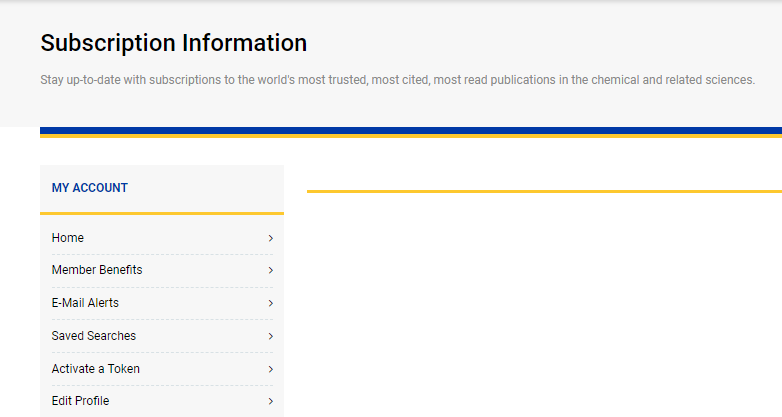 Subscription Information
Stay up-to-date with subscriptions to the world's most trusted, most cited, most read publications in the chemical and related sciences.
MY ACCOUNT
Home
Member Benefits
E-Mail Alerts
Saved Searches
Activate a Token
Edit Profile